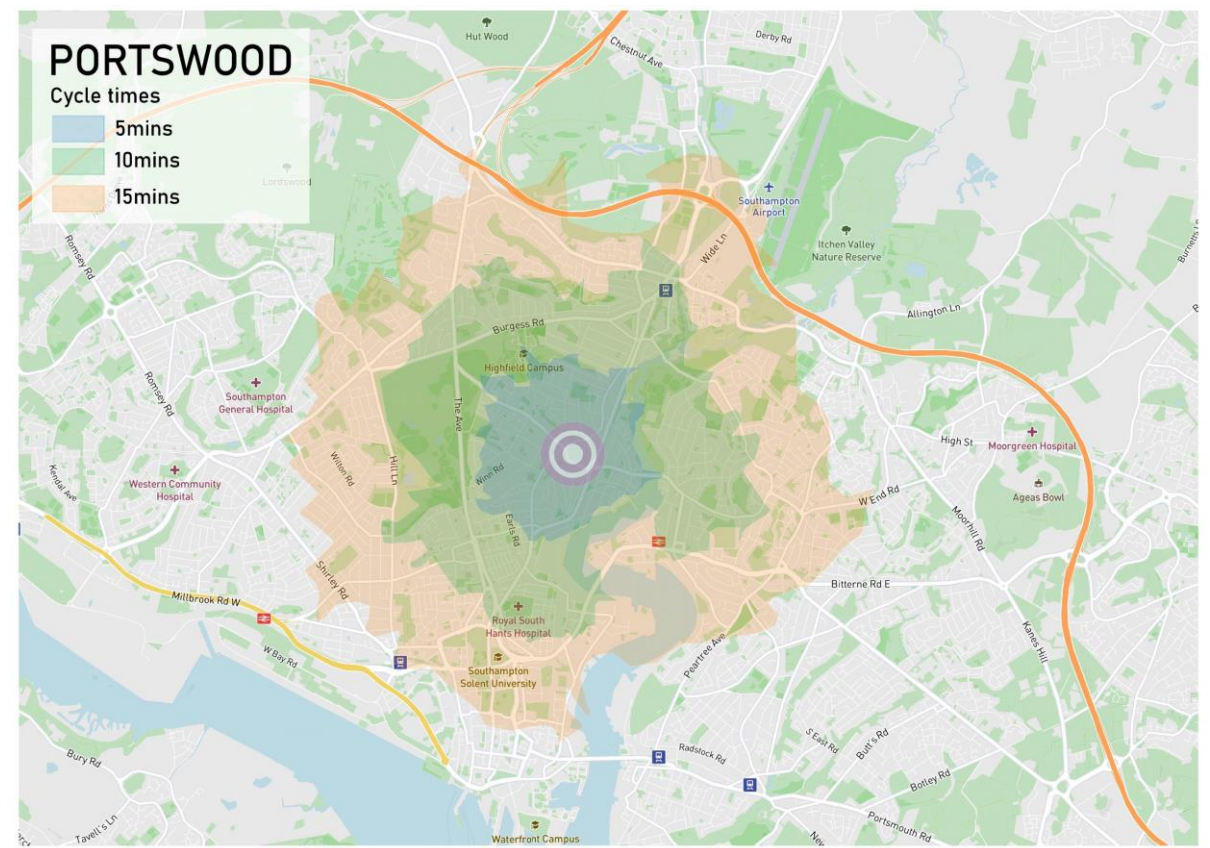 PORTSWOOD
Cycle times
5mins
10mins
15mins
Hut Wood
Chestnut Ave
Derby Rd
Lordswood
Romsey Rd
Southampton
Airport
Itchen Valley
Nature Reserve
Wide Ln
Burnetts L
Allington Ln
Burgess Rd
Highfield Campus
Romsey Rd
Southampton
General Hospital
The Ave
High St
Moorgreen Hospital
Wilton Rd
Hill Ln
Winn Rd
Kendal Ave
Western Community
Hospital
Ageas Bowl
W End Rd
Moorhill Rd
Earls Rd
Shirley Rd
Bitterne Rd E
Millbrook Rd W
Royal South
Hants Hospital
Kanes Hill
W Bay Rd
Peartree Ave
Southampton
Solent University
Bury Rd
Radstock Rd
S East Rd
Butt's Rd
Botley Rd
Tavell's Ln
Waterfront Campus
Portsmouth Rd